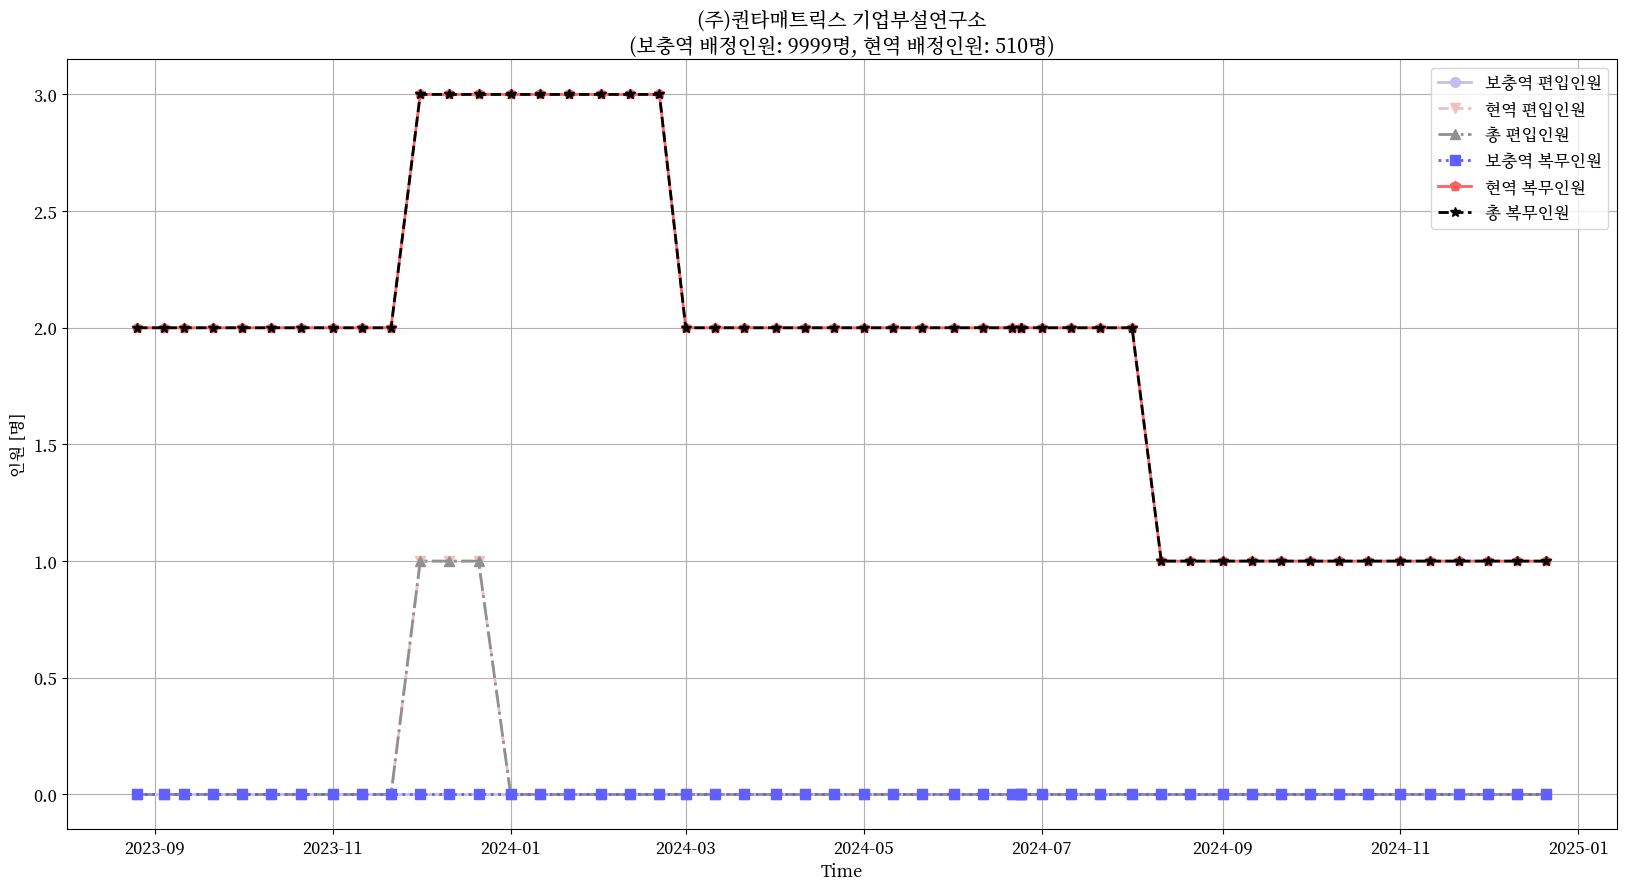 (주)퀀타매트릭스 기업부설연구소
(보충역 배정인원: 9999명, 현역 배정인원: 510명)
보충역 편입인원
현역 편입인원
총 편입인원
보충역 복무인원
현역 복무인원
총 복무인원
인원 [명]
3.0
2.5
2.0
1.5
1.0
0.5
0.0
2023-09
2023-11
2024-01
2024-03
2024-05
2024-07
2024-09
2024-11
2025-01
Time